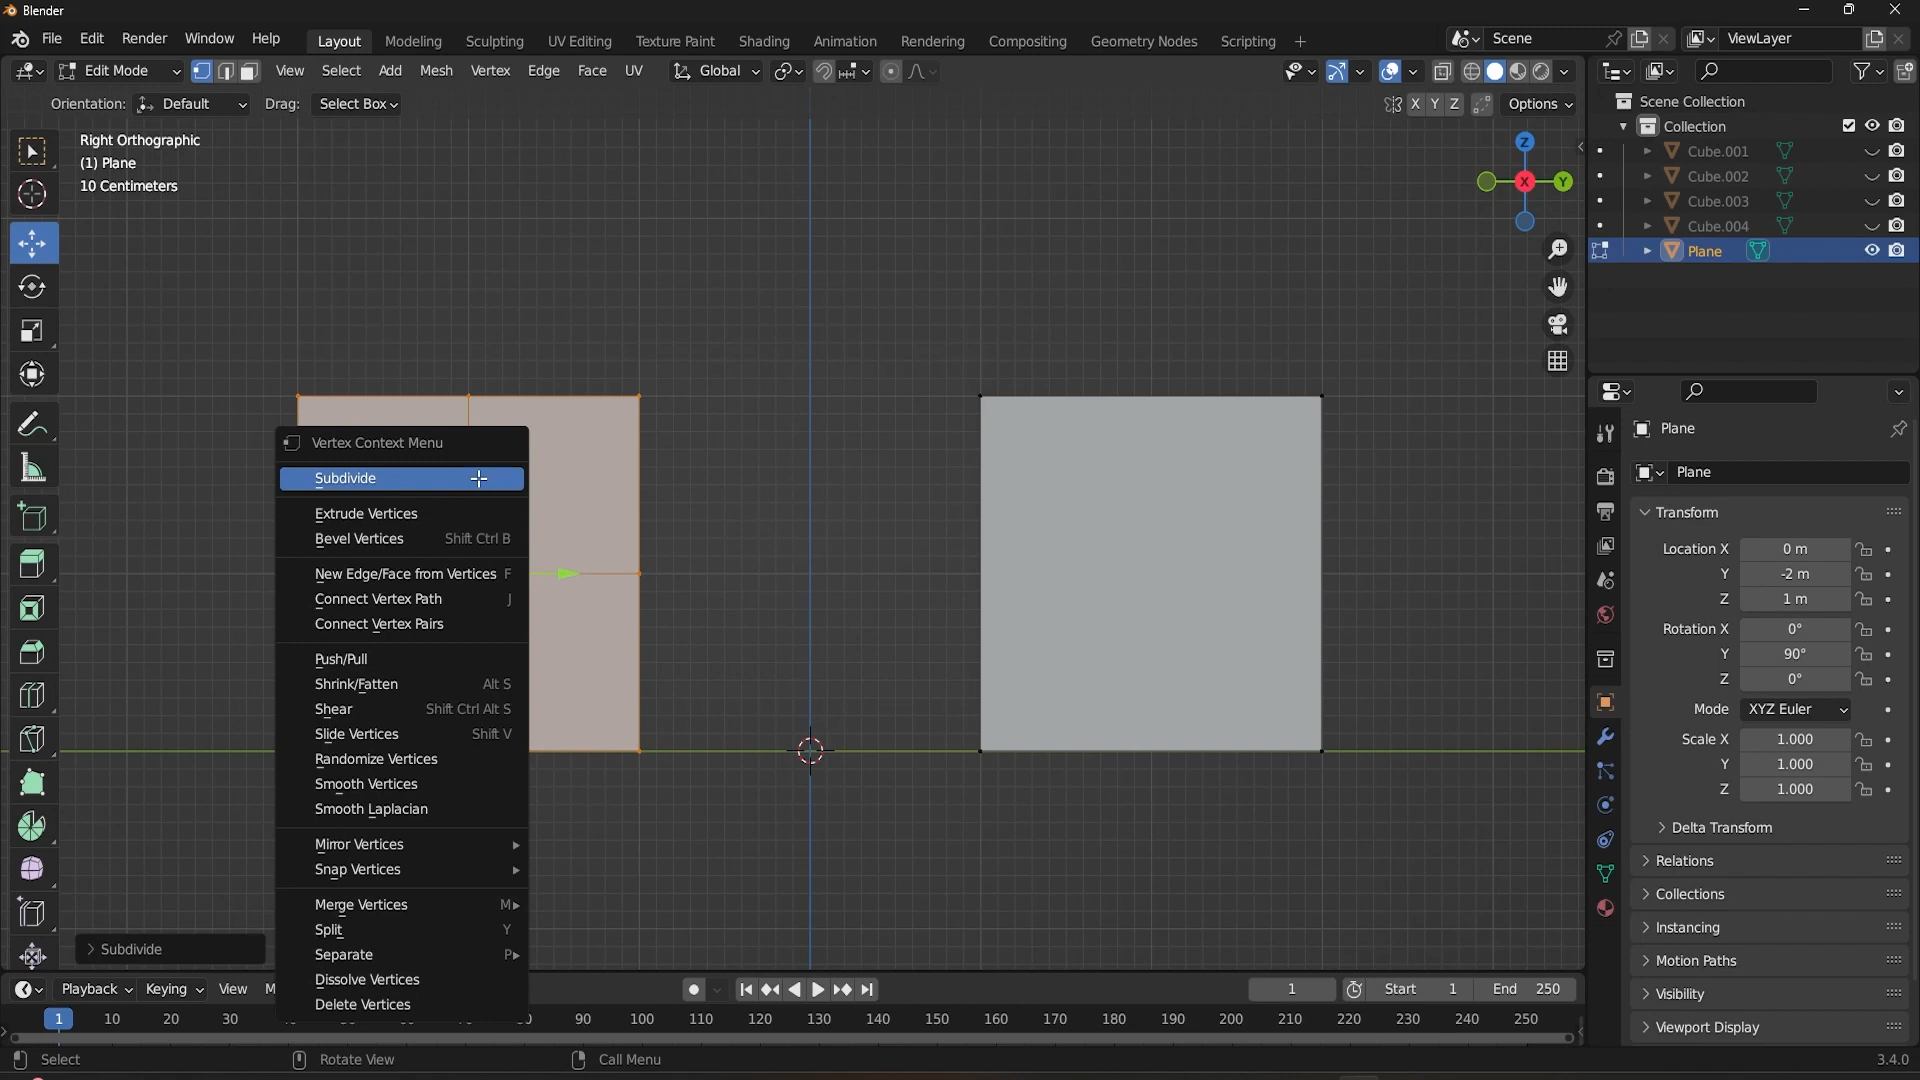 Blender
File Edit Render Window Help Layout Modeling Sculpting UV Editing Texture Paint Shading Animation Rendering Compositing Geometry Nodes Scripting + Scene ViewLayer
Edit Mode View Select Add Mesh Vertex Edge Face UV Global
Orientation: Default Drag: Select Box X Y Z Options
Right Orthographic
(1) Plane
10 Centimeters
Z
X
Y
Scene Collection
Collection
Cube.001
Cube.002
Cube.003
Cube.004
Plane
Vertex Context Menu
Subdivide
Extrude Vertices
Bevel Vertices Shift Ctrl B
New Edge/Face from Vertices F
Connect Vertex Path J
Connect Vertex Pairs
Push/Pull
Shrink/Fatten Alt S
Shear Shift Ctrl Alt S
Slide Vertices Shift V
Randomize Vertices
Smooth Vertices
Smooth Laplacian
Mirror Vertices
Snap Vertices
Merge Vertices M
Split Y
Separate P
Dissolve Vertices
Delete Vertices
Subdivide
Plane
Plane
Transform
Location X 0 m
Y -2 m
Z 1 m
Rotation X 0°
Y 90°
Z 0°
Mode XYZ Euler
Scale X 1.000
Y 1.000
Z 1.000
Delta Transform
Relations
Collections
Instancing
Motion Paths
Visibility
Viewport Display
Playback Keying View M 1 Start 1 End 250
1 10 20 30 80 90 100 110 120 130 140 150 160 170 180 190 200 210 220 230 240 250
Select Rotate View Call Menu 3.4.0